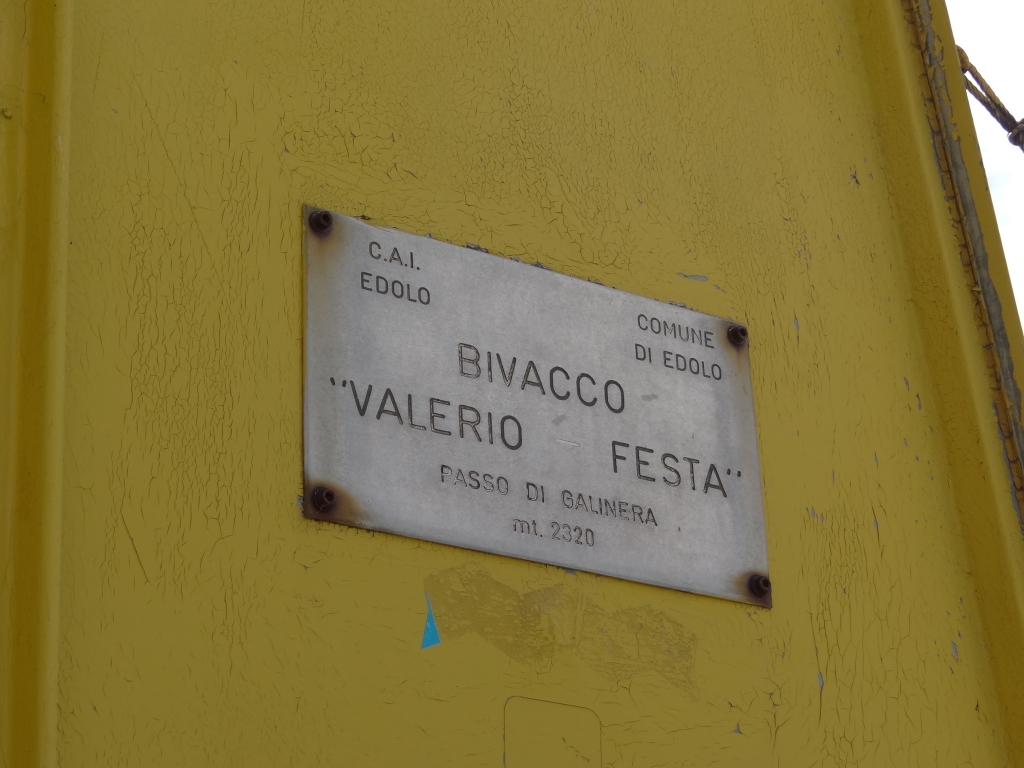 C.A.I.
EDOLO
COMUNE
DI EDOLO
BIVACCO
"VALERIO FESTA"
PASSO DI GALINERA
mt. 2320